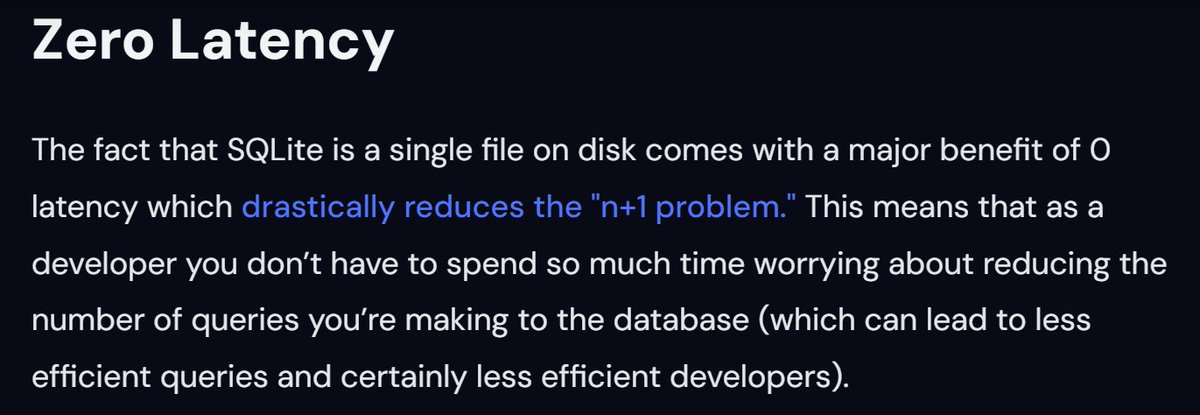 Zero Latency
The fact that SQLite is a single file on disk comes with a major benefit of 0
latency which drastically reduces the "n+1 problem." This means that as a
developer you don’t have to spend so much time worrying about reducing the
number of queries you’re making to the database (which can lead to less
efficient queries and certainly less efficient developers).